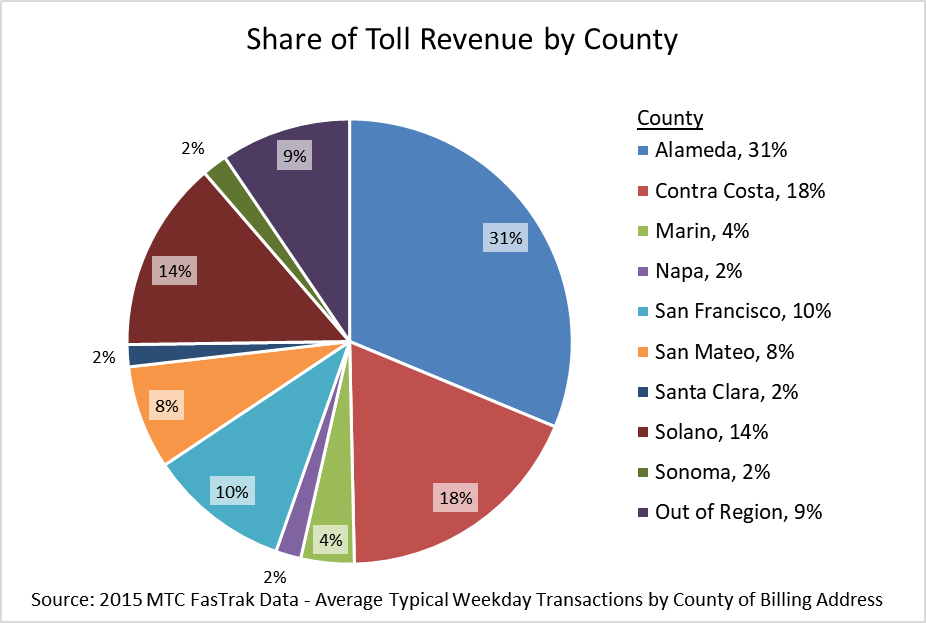 Share of Toll Revenue by County
County
Alameda, 31%
Contra Costa, 18%
Marin, 4%
Napa, 2%
San Francisco, 10%
San Mateo, 8%
Santa Clara, 2%
Solano, 14%
Sonoma, 2%
Out of Region, 9%
31%
18%
4%
2%
10%
8%
2%
14%
2%
9%
Source: 2015 MTC FasTrak Data - Average Typical Weekday Transactions by County of Billing Address